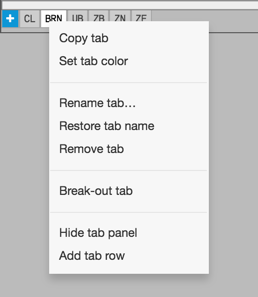 + CL BRN UB ZB ZN ZF
Copy tab
Set tab color
Rename tab…
Restore tab name
Remove tab
Break-out tab
Hide tab panel
Add tab row